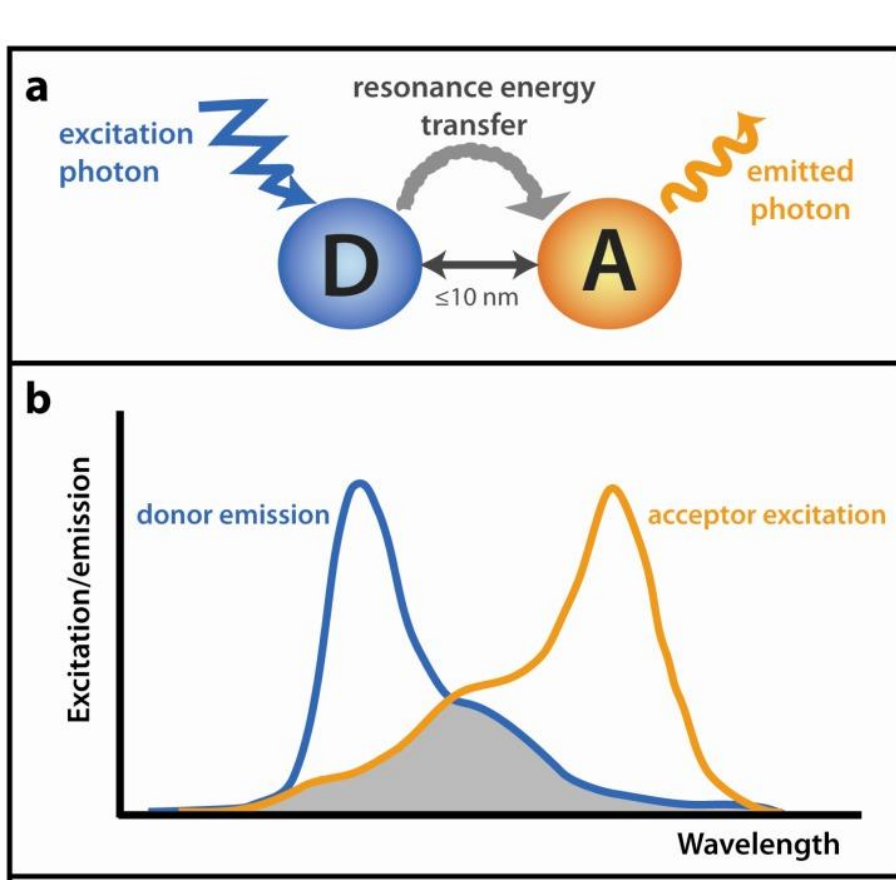 a
resonance energy
transfer
excitation
photon
emitted
photon
D
A
≤10 nm
b
donor emission
acceptor excitation
Excitation/emission
Wavelength